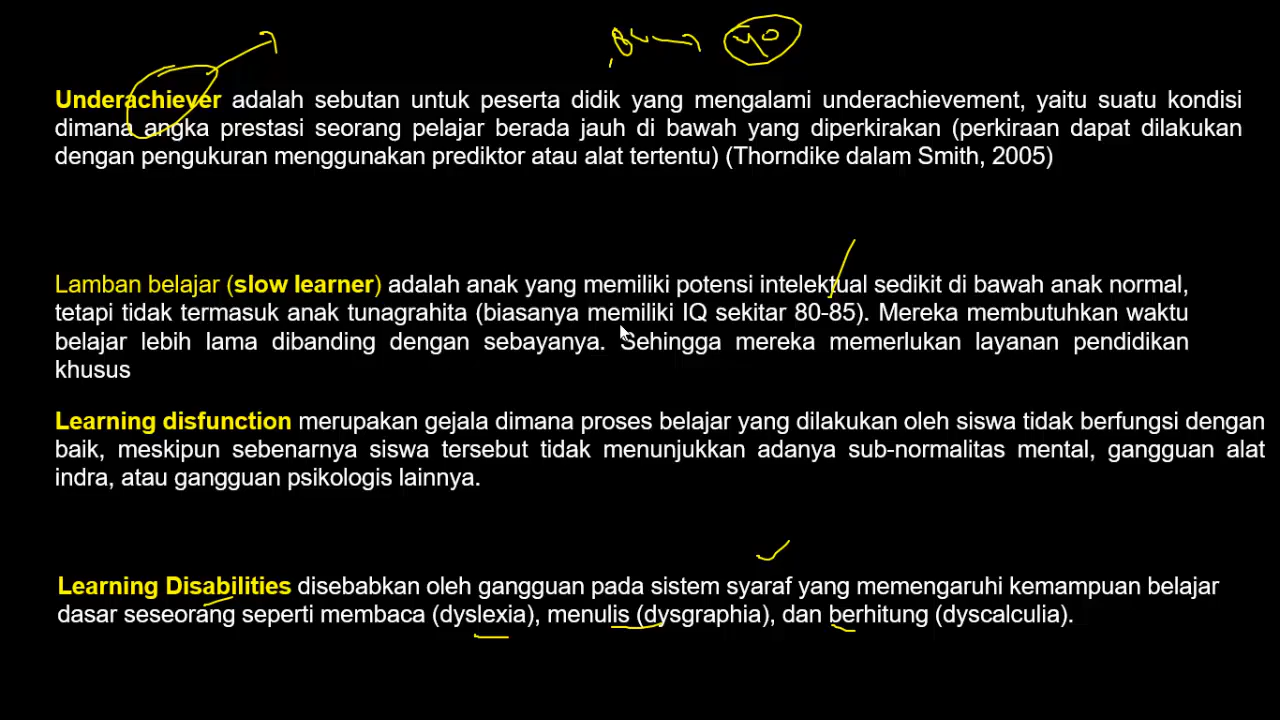 Underachiever adalah sebutan untuk peserta didik yang mengalami underachievement, yaitu suatu kondisi
dimana angka prestasi seorang pelajar berada jauh di bawah yang diperkirakan (perkiraan dapat dilakukan
dengan pengukuran menggunakan prediktor atau alat tertentu) (Thorndike dalam Smith, 2005)
Lamban belajar (slow learner) adalah anak yang memiliki potensi intelektual sedikit di bawah anak normal,
tetapi tidak termasuk anak tunagrahita (biasanya memiliki IQ sekitar 80-85). Mereka membutuhkan waktu
belajar lebih lama dibanding dengan sebayanya. Sehingga mereka memerlukan layanan pendidikan
khusus
Learning disfunction merupakan gejala dimana proses belajar yang dilakukan oleh siswa tidak berfungsi dengan
baik, meskipun sebenarnya siswa tersebut tidak menunjukkan adanya sub-normalitas mental, gangguan alat
indra, atau gangguan psikologis lainnya.
Learning Disabilities disebabkan oleh gangguan pada sistem syaraf yang memengaruhi kemampuan belajar
dasar seseorang seperti membaca (dyslexia), menulis (dysgraphia), dan berhitung (dyscalculia).